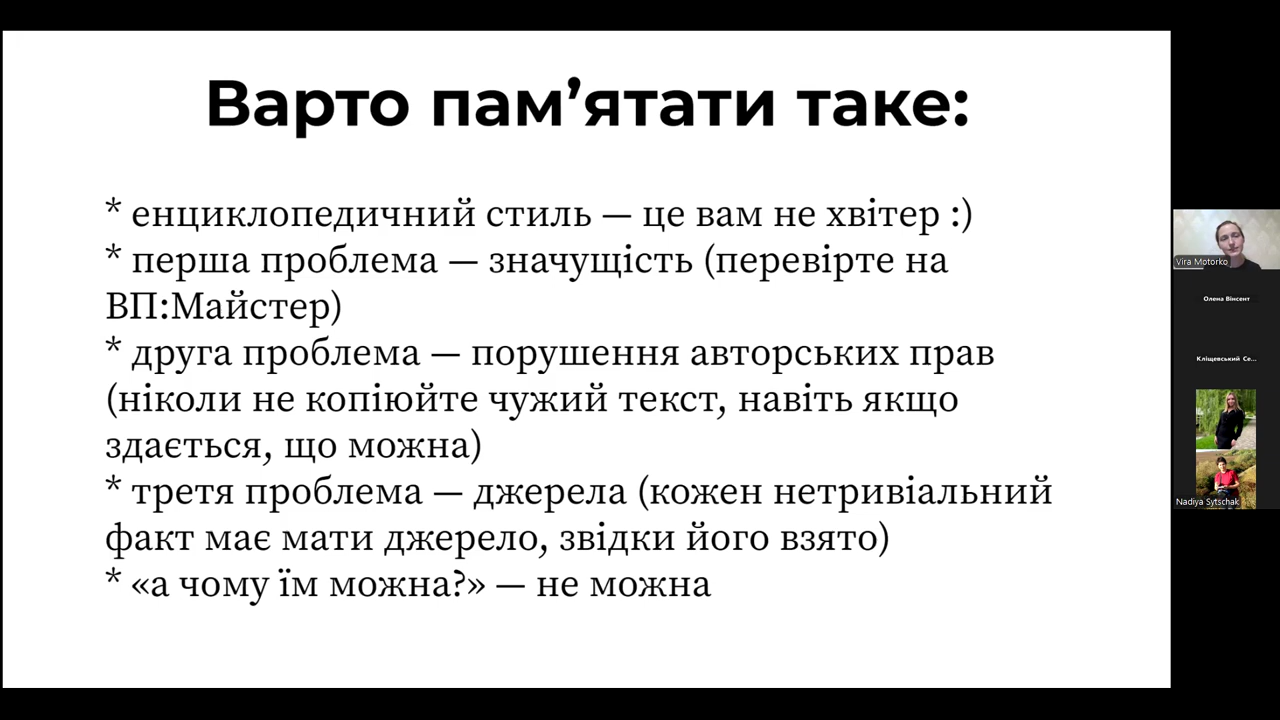 Варто пам’ятати таке:
* енциклопедичний стиль — це вам не хвітер :)
* перша проблема — значущість (перевірте на
ВП:Майстер)
* друга проблема — порушення авторських прав
(ніколи не копіюйте чужий текст, навіть якщо
здається, що можна)
* третя проблема — джерела (кожен нетривіальний
факт має мати джерело, звідки його взято)
* «а чому їм можна?» — не можна
Vira Motorko
Олена Вінсент
Кліщевський Се...
Nadiya Sytschak